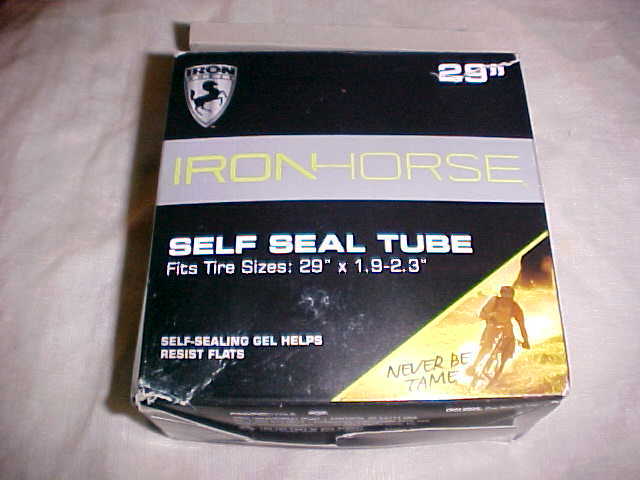 IRON
29"
IRONHORSE
SELF SEAL TUBE
Fits Tire Sizes: 29" x 1.9-2.3"
SELF-SEALING GEL HELPS
RESIST FLATS
NEVER BE
TAME